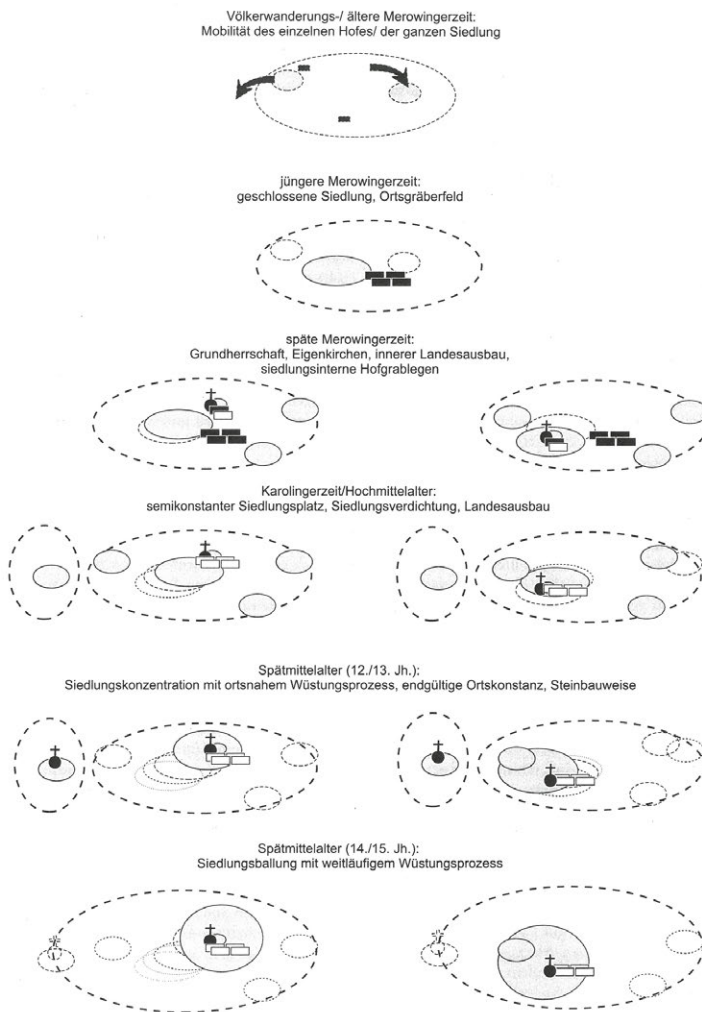 Völkerwanderungs-/ ältere Merowingerzeit:
Mobilität des einzelnen Hofes/ der ganzen Siedlung
jüngere Merowingerzeit:
geschlossene Siedlung, Ortsgräberfeld
späte Merowingerzeit:
Grundherrschaft, Eigenkirchen, innerer Landesausbau,
siedlungsinterne Hofgrablegen
Karolingerzeit/Hochmittelalter:
semikonstanter Siedlungsplatz, Siedlungsverdichtung, Landesausbau
Spätmittelalter (12./13. Jh.):
Siedlungskonzentration mit ortsnahem Wüstungsprozess, endgültige Ortskonstanz, Steinbauweise
Spätmittelalter (14./15. Jh.):
Siedlungsballung mit weitläufigem Wüstungsprozess